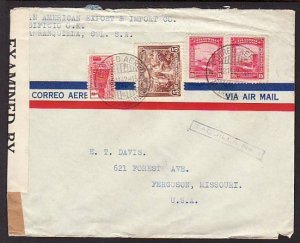 AN AMERICAN EXPORT & IMPORT CO.
EDIFICIO O.K.
ARRANQUILLA, COL. S.A.
EXAMINED BY
CORREO AEREO
VIA AIR MAIL
E. T. DAVIS.
621 FOREST AVE.
FERGUSON, MISSOURI.
U.S.A.